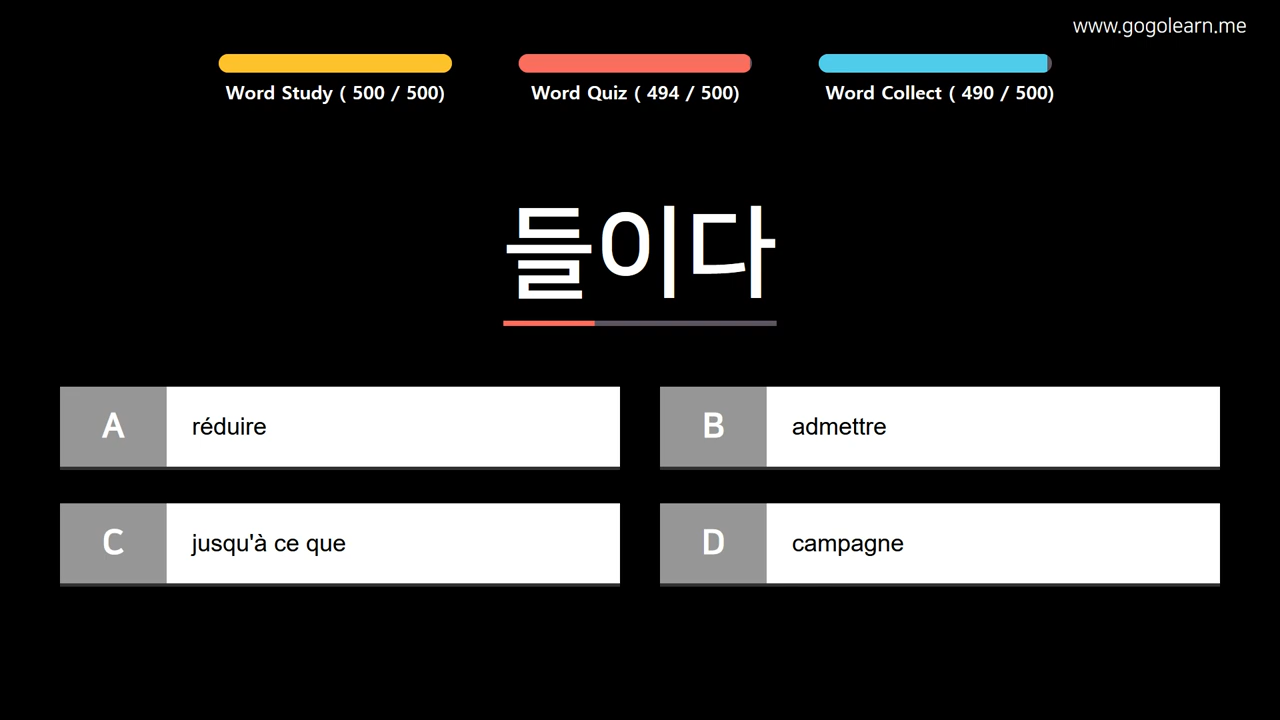 www.gogolearn.me
Word Study ( 500 / 500)
Word Quiz ( 494 / 500)
Word Collect ( 490 / 500)
들이다
A réduire
B admettre
C jusqu'à ce que
D campagne